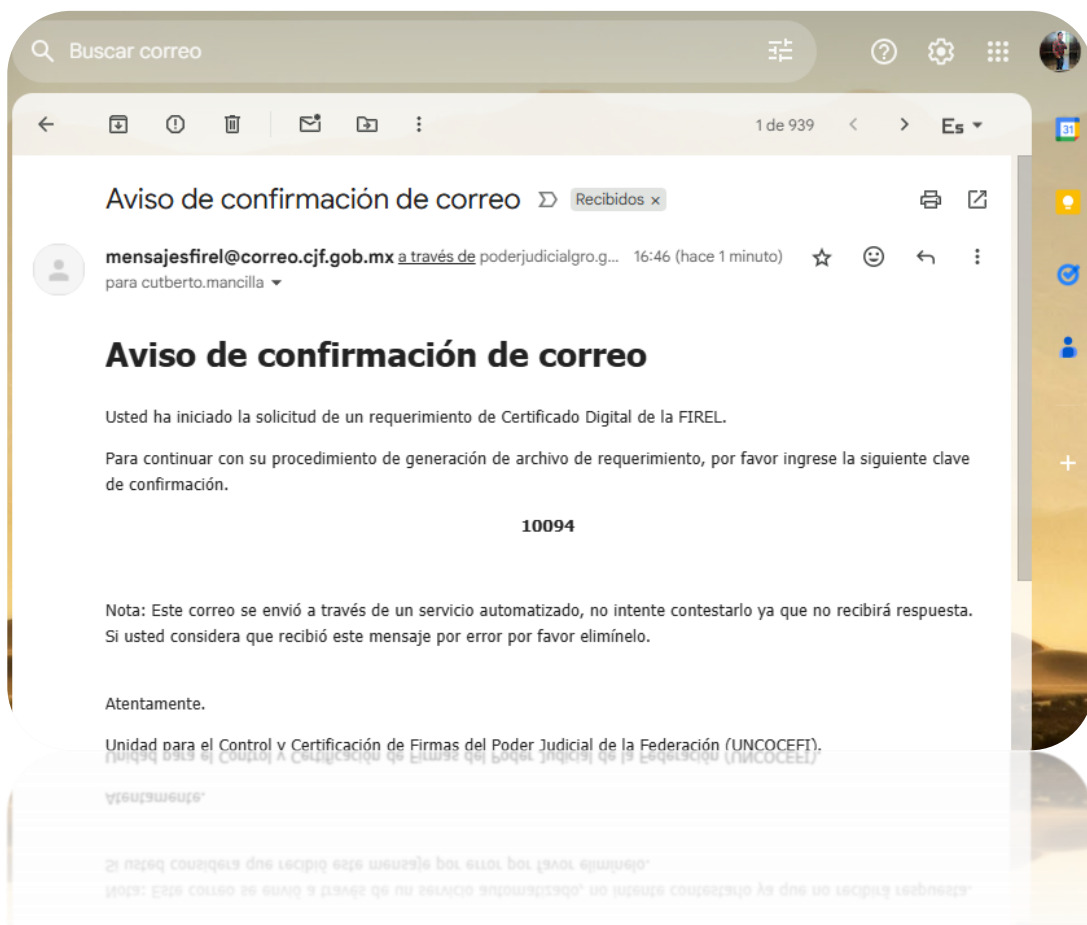 Buscar correo
1 de 939
Es
31
Aviso de confirmación de correo Recibidos x
mensajesfirel@correo.cjf.gob.mx a través de poderjudicialgro.g... 16:46 (hace 1 minuto)
para cutberto.mancilla
Aviso de confirmación de correo
Usted ha iniciado la solicitud de un requerimiento de Certificado Digital de la FIREL.
Para continuar con su procedimiento de generación de archivo de requerimiento, por favor ingrese la siguiente clave
de confirmación.
10094
Nota: Este correo se envió a través de un servicio automatizado, no intente contestarlo ya que no recibirá respuesta.
Si usted considera que recibió este mensaje por error por favor elimínelo.
Atentamente.
Unidad para el Control y Certificación de Firmas del Poder Judicial de la Federación (UNCOCEFI).